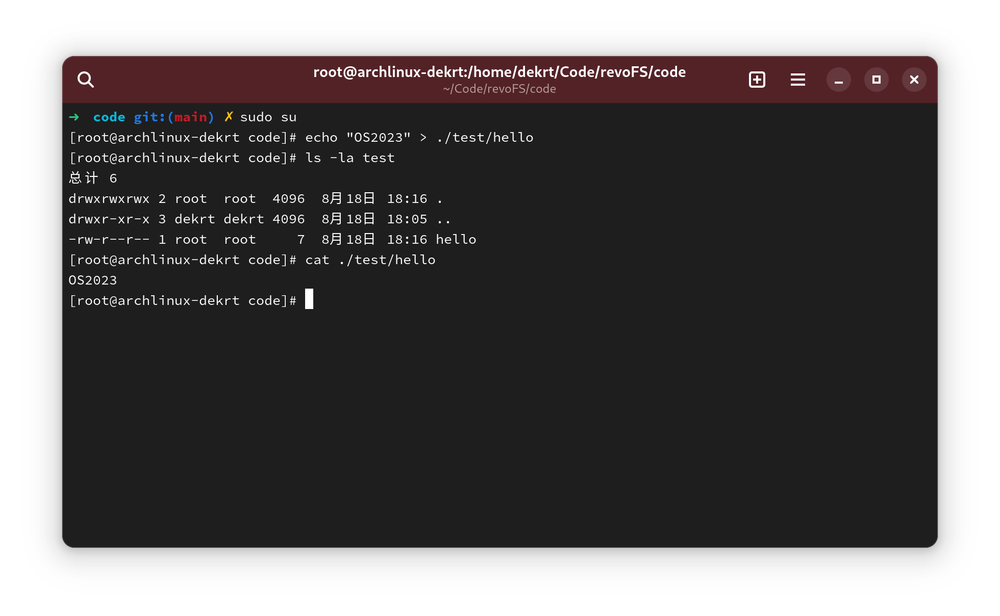 root@archlinux-dekrt:/home/dekrt/Code/revoFS/code
~/Code/revoFS/code
➜  code git:(main) ✗ sudo su
[root@archlinux-dekrt code]# echo "OS2023" > ./test/hello
[root@archlinux-dekrt code]# ls -la test
总计 6
drwxrwxrwx 2 root  root  4096  8月 18日 18:16 .
drwxr-xr-x 3 dekrt dekrt 4096  8月 18日 18:05 ..
-rw-r--r-- 1 root  root     7  8月 18日 18:16 hello
[root@archlinux-dekrt code]# cat ./test/hello
OS2023
[root@archlinux-dekrt code]#